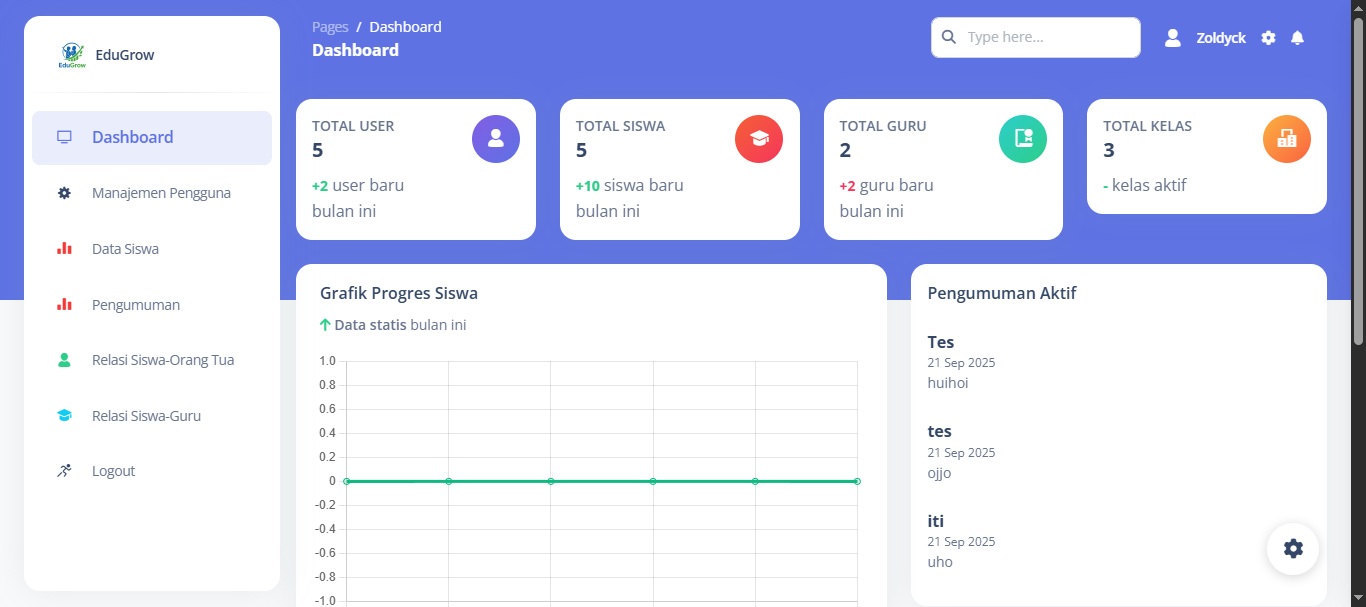 EduGrow
EduGrow
Dashboard
Manajemen Pengguna
Data Siswa
Pengumuman
Relasi Siswa-Orang Tua
Relasi Siswa-Guru
Logout
Pages / Dashboard
Dashboard
Type here...
Zoldyck
TOTAL USER
5
+2 user baru
bulan ini
TOTAL SISWA
5
+10 siswa baru
bulan ini
TOTAL GURU
2
+2 guru baru
bulan ini
TOTAL KELAS
3
- kelas aktif
Grafik Progres Siswa
Data statis bulan ini
1.0
0.8
0.6
0.4
0.2
0
-0.2
-0.4
-0.6
-0.8
-1.0
Pengumuman Aktif
Tes
21 Sep 2025
huihoi
tes
21 Sep 2025
ojjo
iti
21 Sep 2025
uho